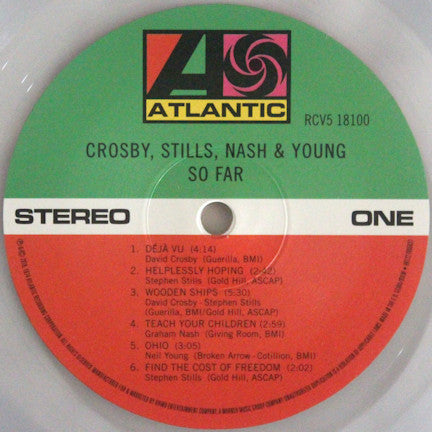 ATLANTIC
RCV5 18100
CROSBY, STILLS, NASH & YOUNG
SO FAR
STEREO ONE
1. DÉJÀ VU (4:14)
David Crosby (Guerilla, BMI)
2. HELPLESSLY HOPING (2:42)
Stephen Stills (Gold Hill, ASCAP)
3. WOODEN SHIPS (5:30)
David Crosby - Stephen Stills
(Guerilla, BMI/Gold Hill, ASCAP)
4. TEACH YOUR CHILDREN (2:59)
Graham Nash (Giving Room, BMI)
5. OHIO (3:05)
Neil Young (Broken Arrow - Cotillion, BMI)
6. FIND THE COST OF FREEDOM (2:02)
Stephen Stills (Gold Hill, ASCAP)